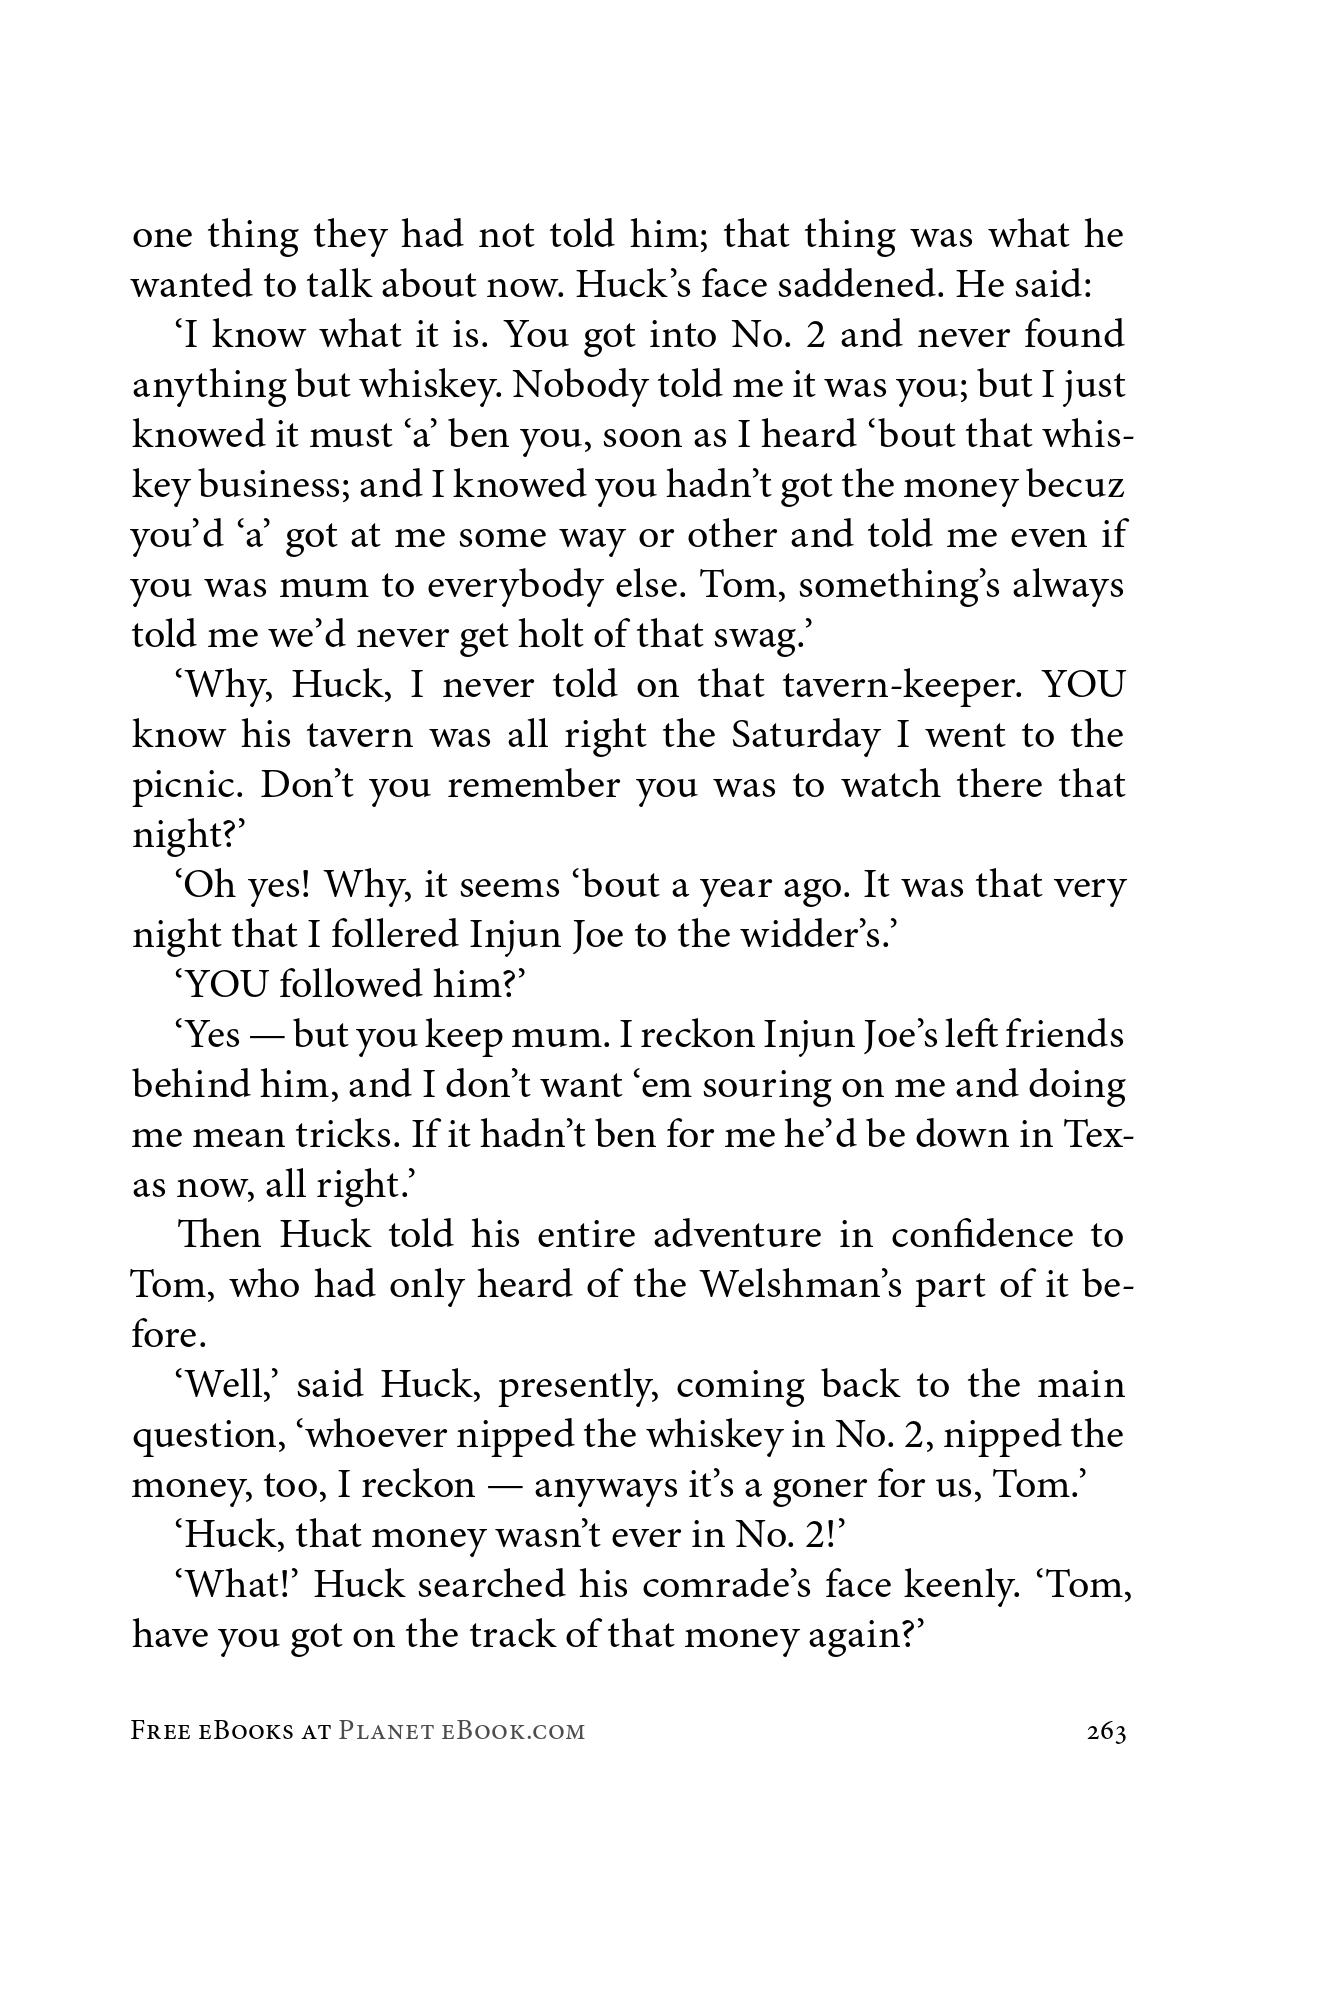 one thing they had not told him; that thing was what he
wanted to talk about now. Huck’s face saddened. He said:
‘I know what it is. You got into No. 2 and never found
anything but whiskey. Nobody told me it was you; but I just
knowed it must ‘a’ ben you, soon as I heard ‘bout that whis-
key business; and I knowed you hadn’t got the money becuz
you’d ‘a’ got at me some way or other and told me even if
you was mum to everybody else. Tom, something’s always
told me we’d never get holt of that swag.’
‘Why, Huck, I never told on that tavern-keeper. YOU
know his tavern was all right the Saturday I went to the
picnic. Don’t you remember you was to watch there that
night?’
‘Oh yes! Why, it seems ‘bout a year ago. It was that very
night that I follered Injun Joe to the widder’s.’
‘YOU followed him?’
‘Yes — but you keep mum. I reckon Injun Joe’s left friends
behind him, and I don’t want ‘em souring on me and doing
me mean tricks. If it hadn’t ben for me he’d be down in Tex-
as now, all right.’
Then Huck told his entire adventure in confidence to
Tom, who had only heard of the Welshman’s part of it be-
fore.
‘Well,’ said Huck, presently, coming back to the main
question, ‘whoever nipped the whiskey in No. 2, nipped the
money, too, I reckon — anyways it’s a goner for us, Tom.’
‘Huck, that money wasn’t ever in No. 2!’
‘What!’ Huck searched his comrade’s face keenly. ‘Tom,
have you got on the track of that money again?’
Free eBooks at Planet eBook.com 263